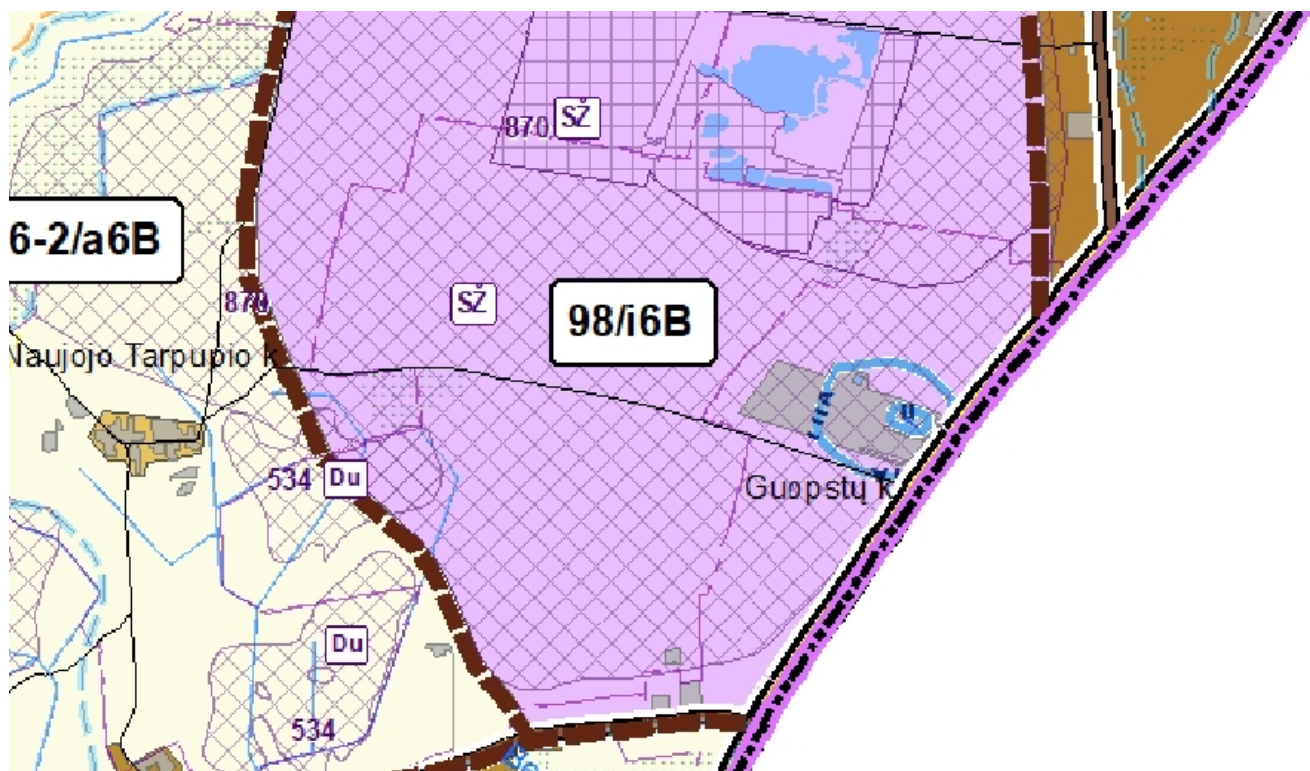 870 SŽ
6-2/a6B
870
SŽ
98/i6B
Naujojo Tarpupio k.
534 Du
Guopstų k.
Du
534